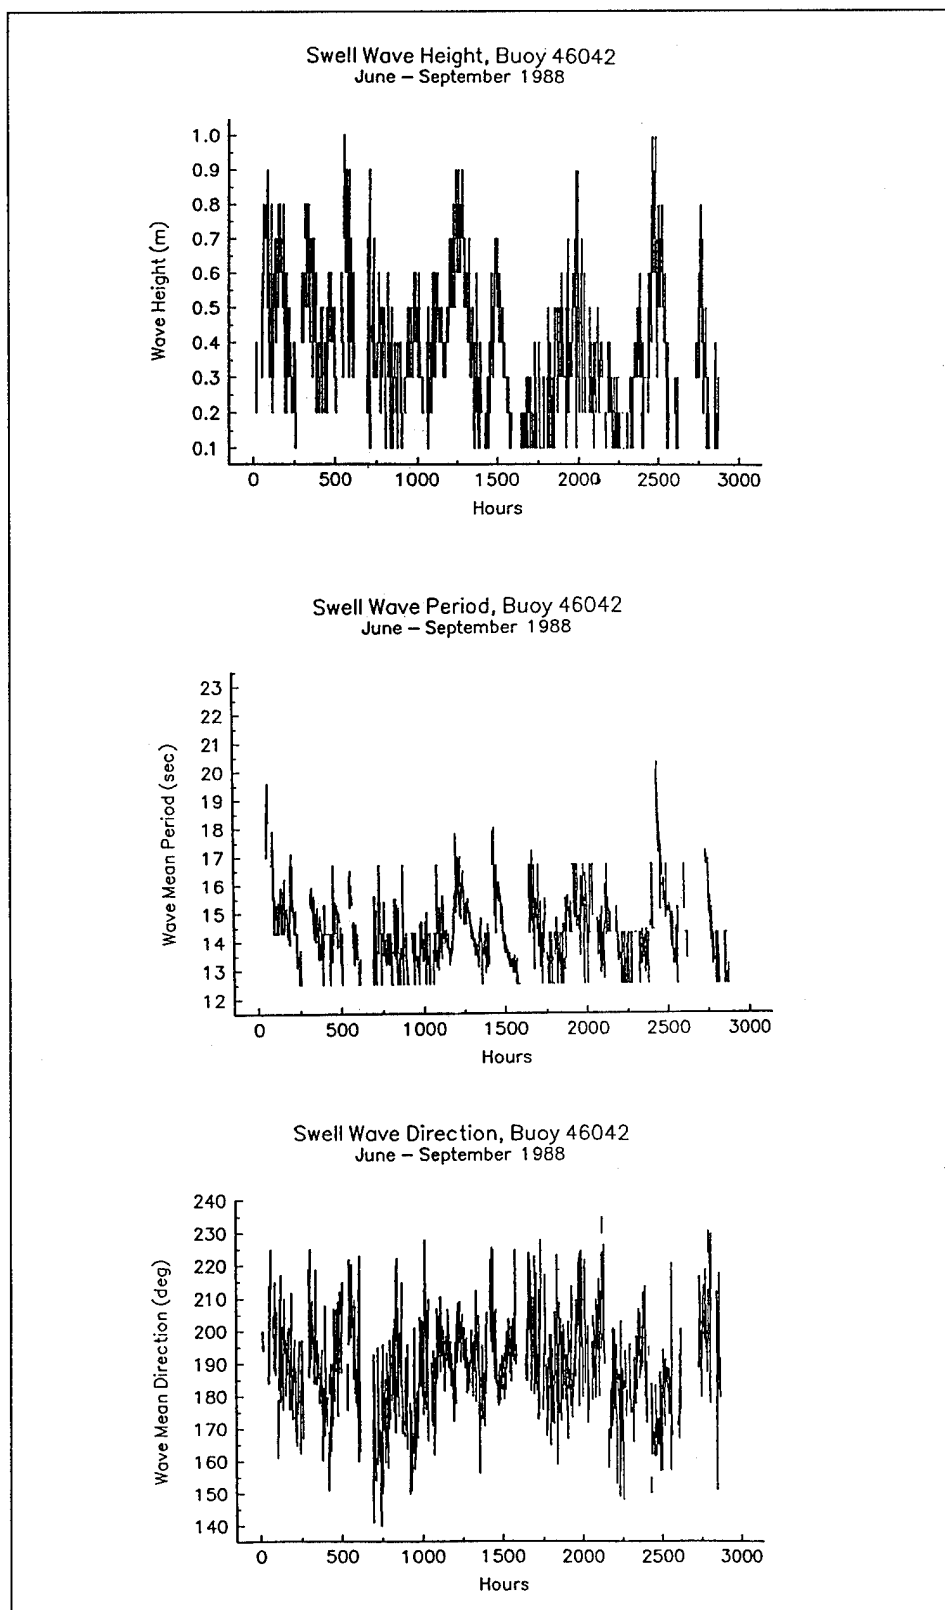 Swell Wave Height, Buoy 46042
June – September 1988
1.0
0.9
0.8
0.7
0.6
0.5
0.4
0.3
0.2
0.1
Wave Height (m)
0 500 1000 1500 2000 2500 3000
Hours
Swell Wave Period, Buoy 46042
June – September 1988
23
22
21
20
19
18
17
16
15
14
13
12
Wave Mean Period (sec)
0 500 1000 1500 2000 2500 3000
Hours
Swell Wave Direction, Buoy 46042
June – September 1988
240
230
220
210
200
190
180
170
160
150
140
Wave Mean Direction (deg)
0 500 1000 1500 2000 2500 3000
Hours